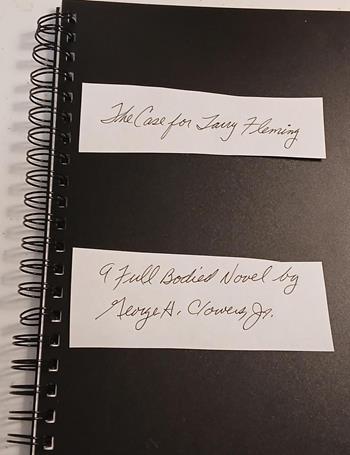 The Case for Larry Fleming
A Full Bodied Novel by
George A. Clowers, Jr.